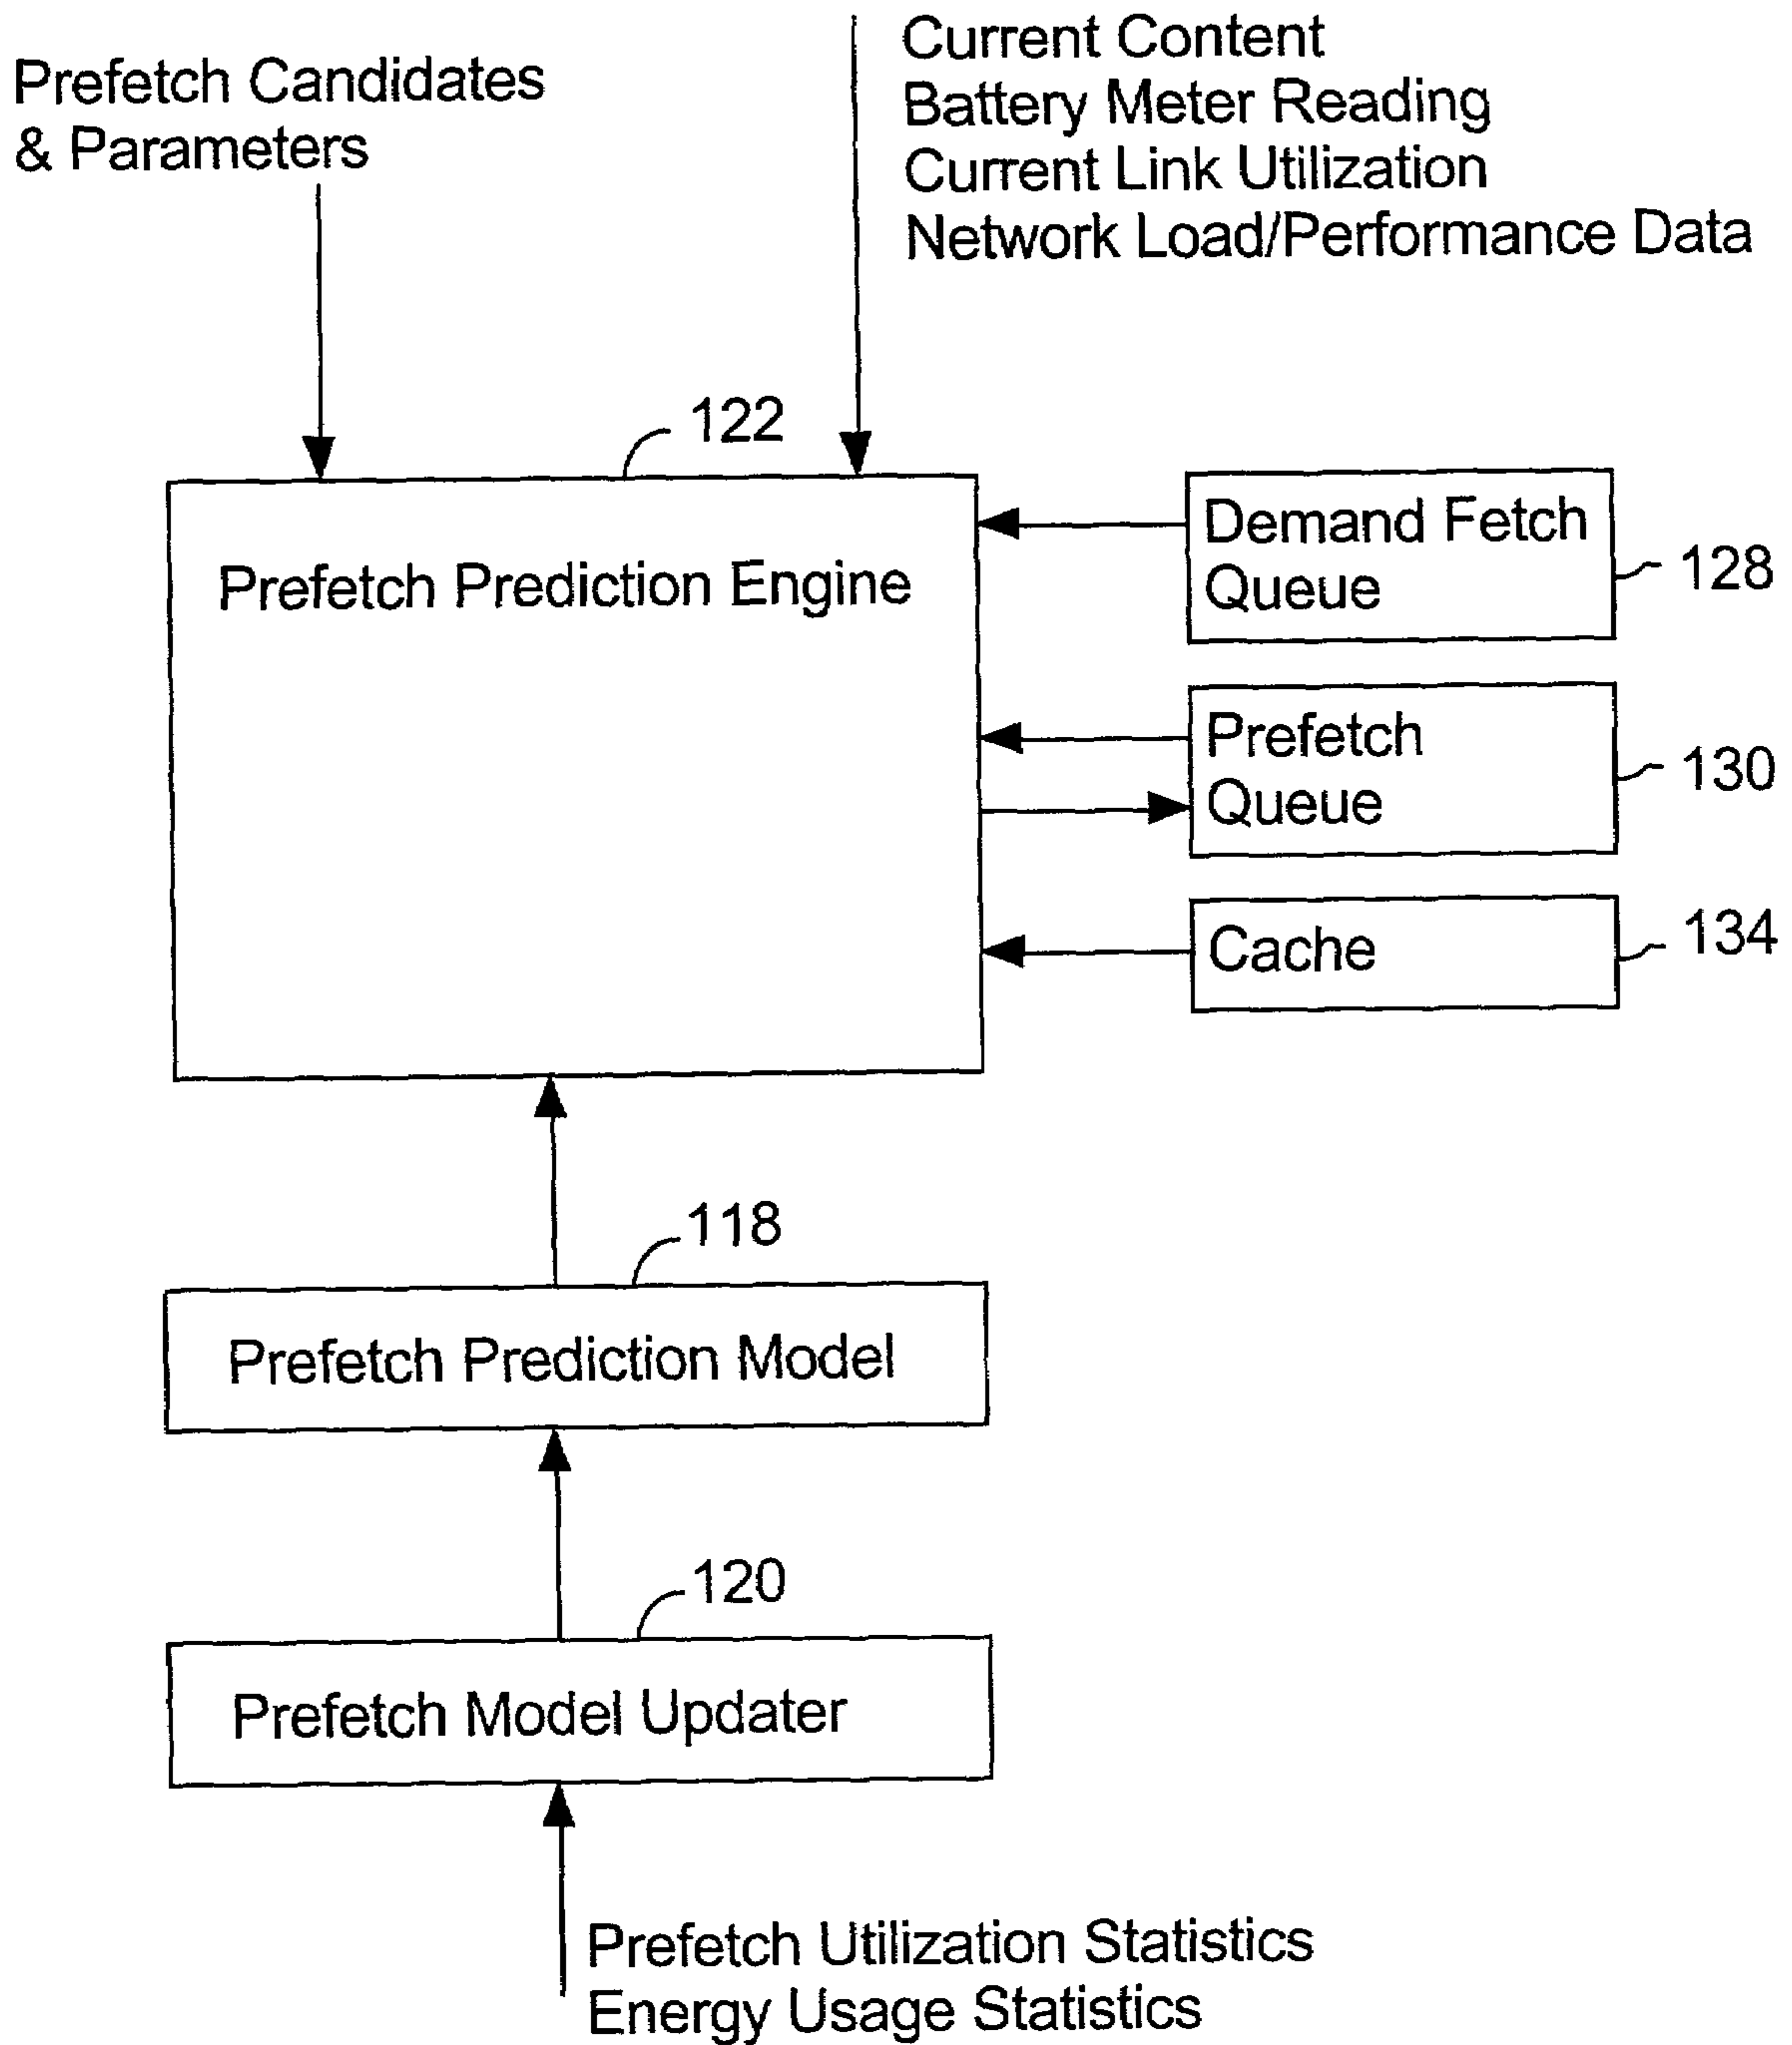 Prefetch Candidates
& Parameters
Current Content
Battery Meter Reading
Current Link Utilization
Network Load/Performance Data
122
Prefetch Prediction Engine
Demand Fetch
Queue
128
Prefetch
Queue
130
Cache
134
118
Prefetch Prediction Model
120
Prefetch Model Updater
Prefetch Utilization Statistics
Energy Usage Statistics